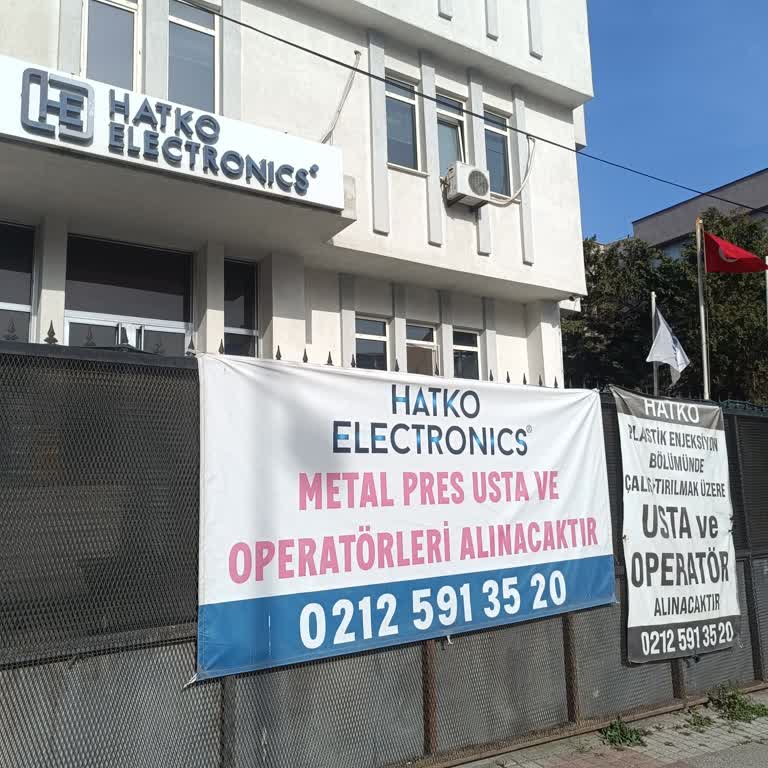 HE
HATKO
ELECTRONICS
HATKO
ELECTRONICS®
METAL PRES USTA VE
OPERATÖRLERİ ALINACAKTIR
0212 591 35 20
HATKO
PLASTİK ENJEKSİYON
BÖLÜMÜNDE
ÇALIŞTIRILMAK ÜZERE
USTA ve
OPERATÖR
ALINACAKTIR
0212 591 35 20